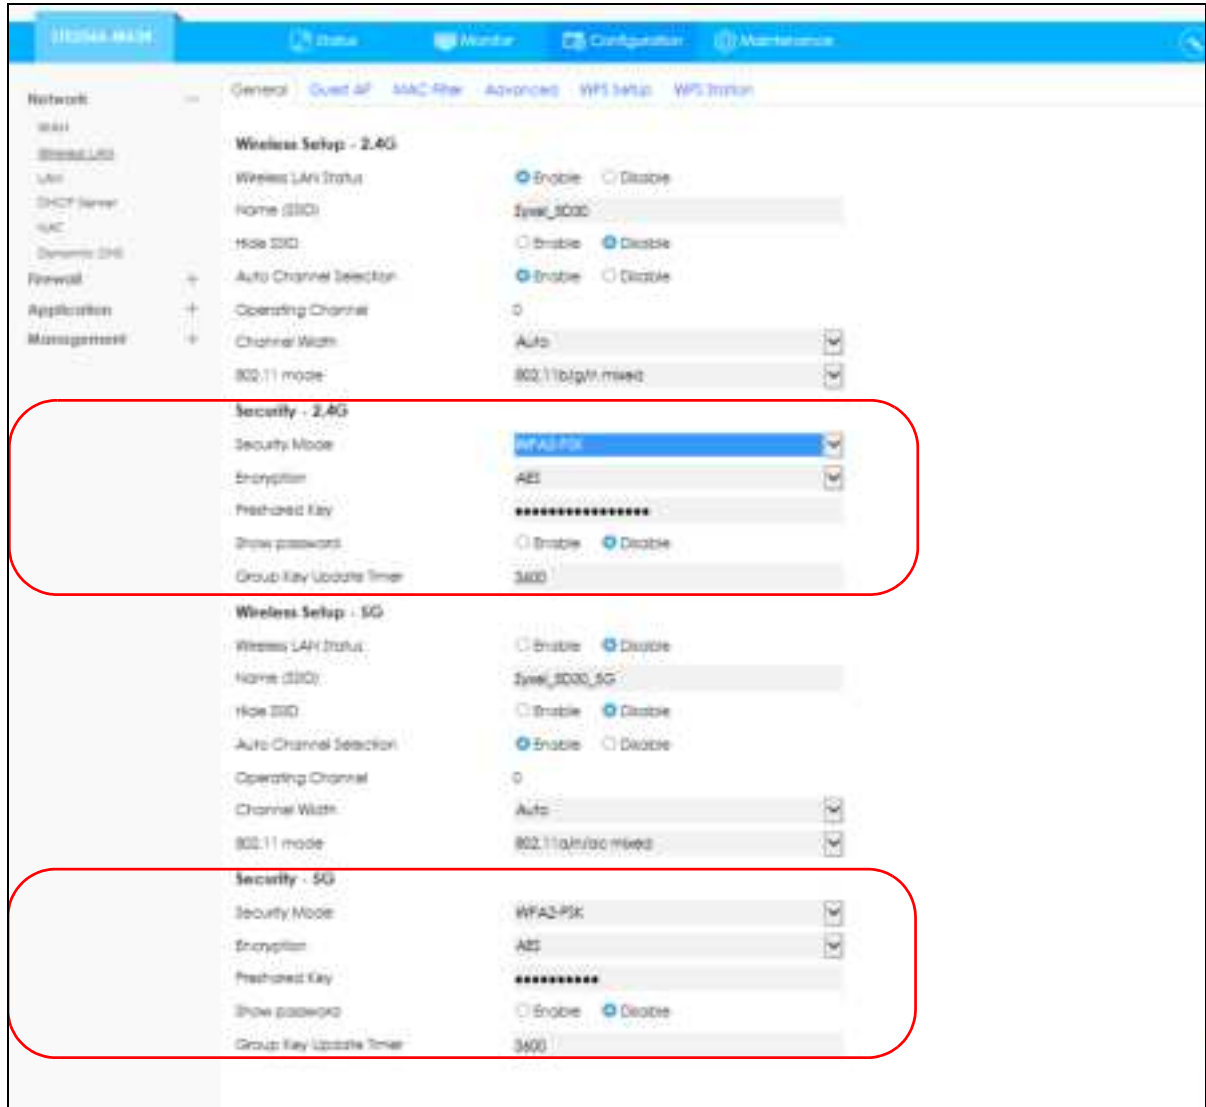 Status Monitor Configuration Maintenance
General Guest AP MAC Filter Advanced WPS Setup WPS Station
Network
WAN
Wireless LAN
LAN
DHCP Server
NAT
Dynamic DNS
Firewall
Application
Management
Wireless Setup - 2.4G
Wireless LAN Status Enable Disable
Name (SSID)
Hide SSID Enable Disable
Auto Channel Selection Enable Disable
Operating Channel 0
Channel Width Auto
802.11 mode 802.11b/g/n mixed
Security - 2.4G
Security Mode WPA2-PSK
Encryption AES
Preshared Key •••••••••••••••••
Show password Enable Disable
Group Key Update Timer 3600
Wireless Setup - 5G
Wireless LAN Status Enable Disable
Name (SSID)
Hide SSID Enable Disable
Auto Channel Selection Enable Disable
Operating Channel 0
Channel Width Auto
802.11 mode 802.11a/n/ac mixed
Security - 5G
Security Mode WPA2-PSK
Encryption AES
Preshared Key ••••••••••
Show password Enable Disable
Group Key Update Timer 3600